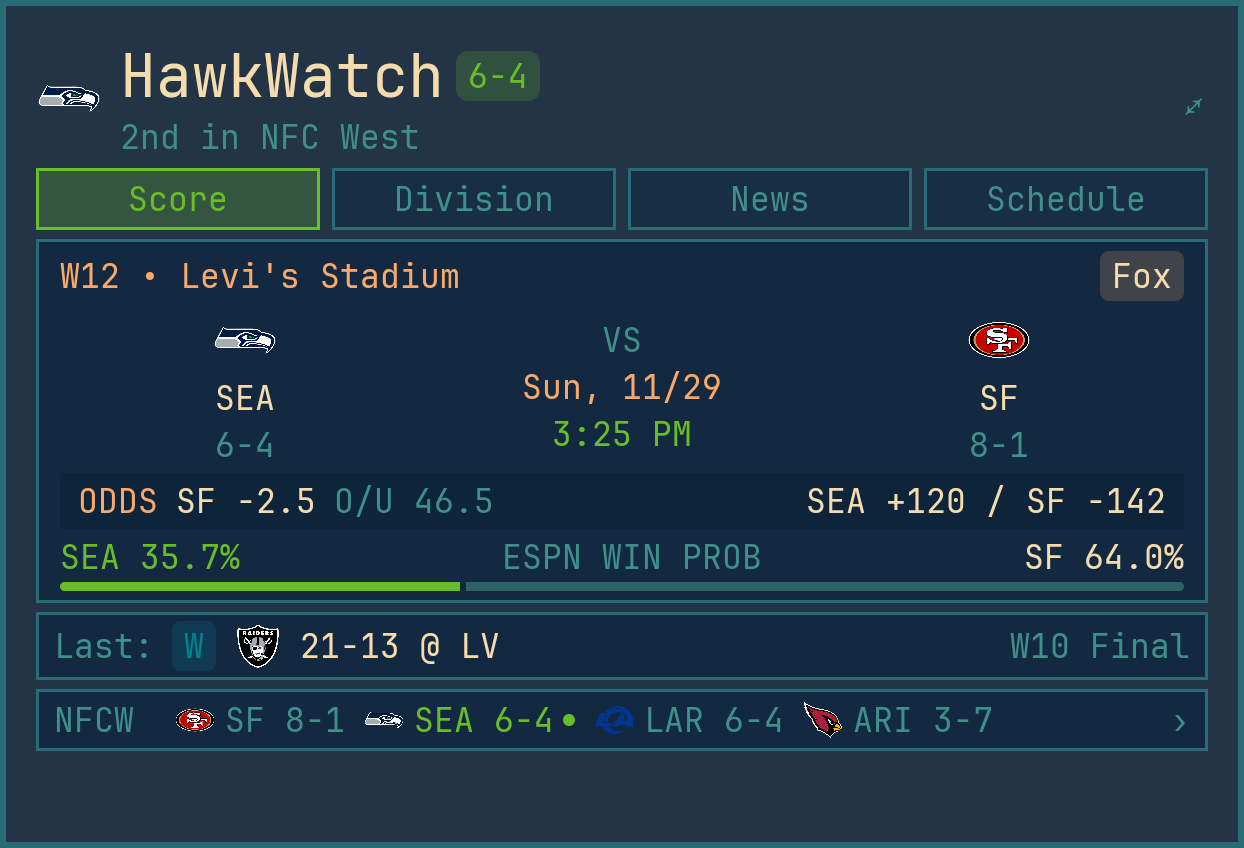 HawkWatch 6-4
2nd in NFC West
Score Division News Schedule
W12 • Levi's Stadium Fox
VS
SF
Sun, 11/29
SEA SF
3:25 PM
6-4 8-1
ODDS SF -2.5 O/U 46.5 SEA +120 / SF -142
SEA 35.7% ESPN WIN PROB SF 64.0%
Last: W RAIDERS 21-13 @ LV W10 Final
NFCW SF SF 8-1 SEA 6-4 • LAR 6-4 ARI 3-7 ›